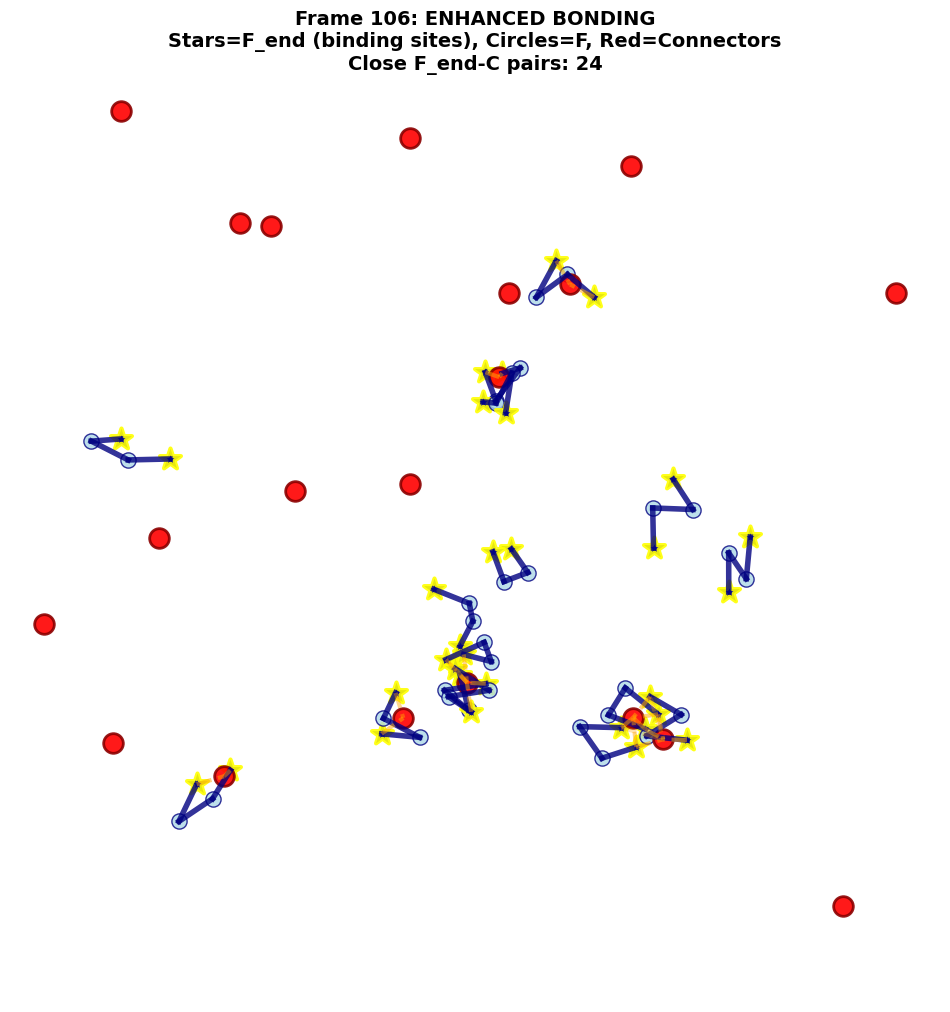 Frame 106: ENHANCED BONDING
Stars=F_end (binding sites), Circles=F, Red=Connectors
Close F_end-C pairs: 24